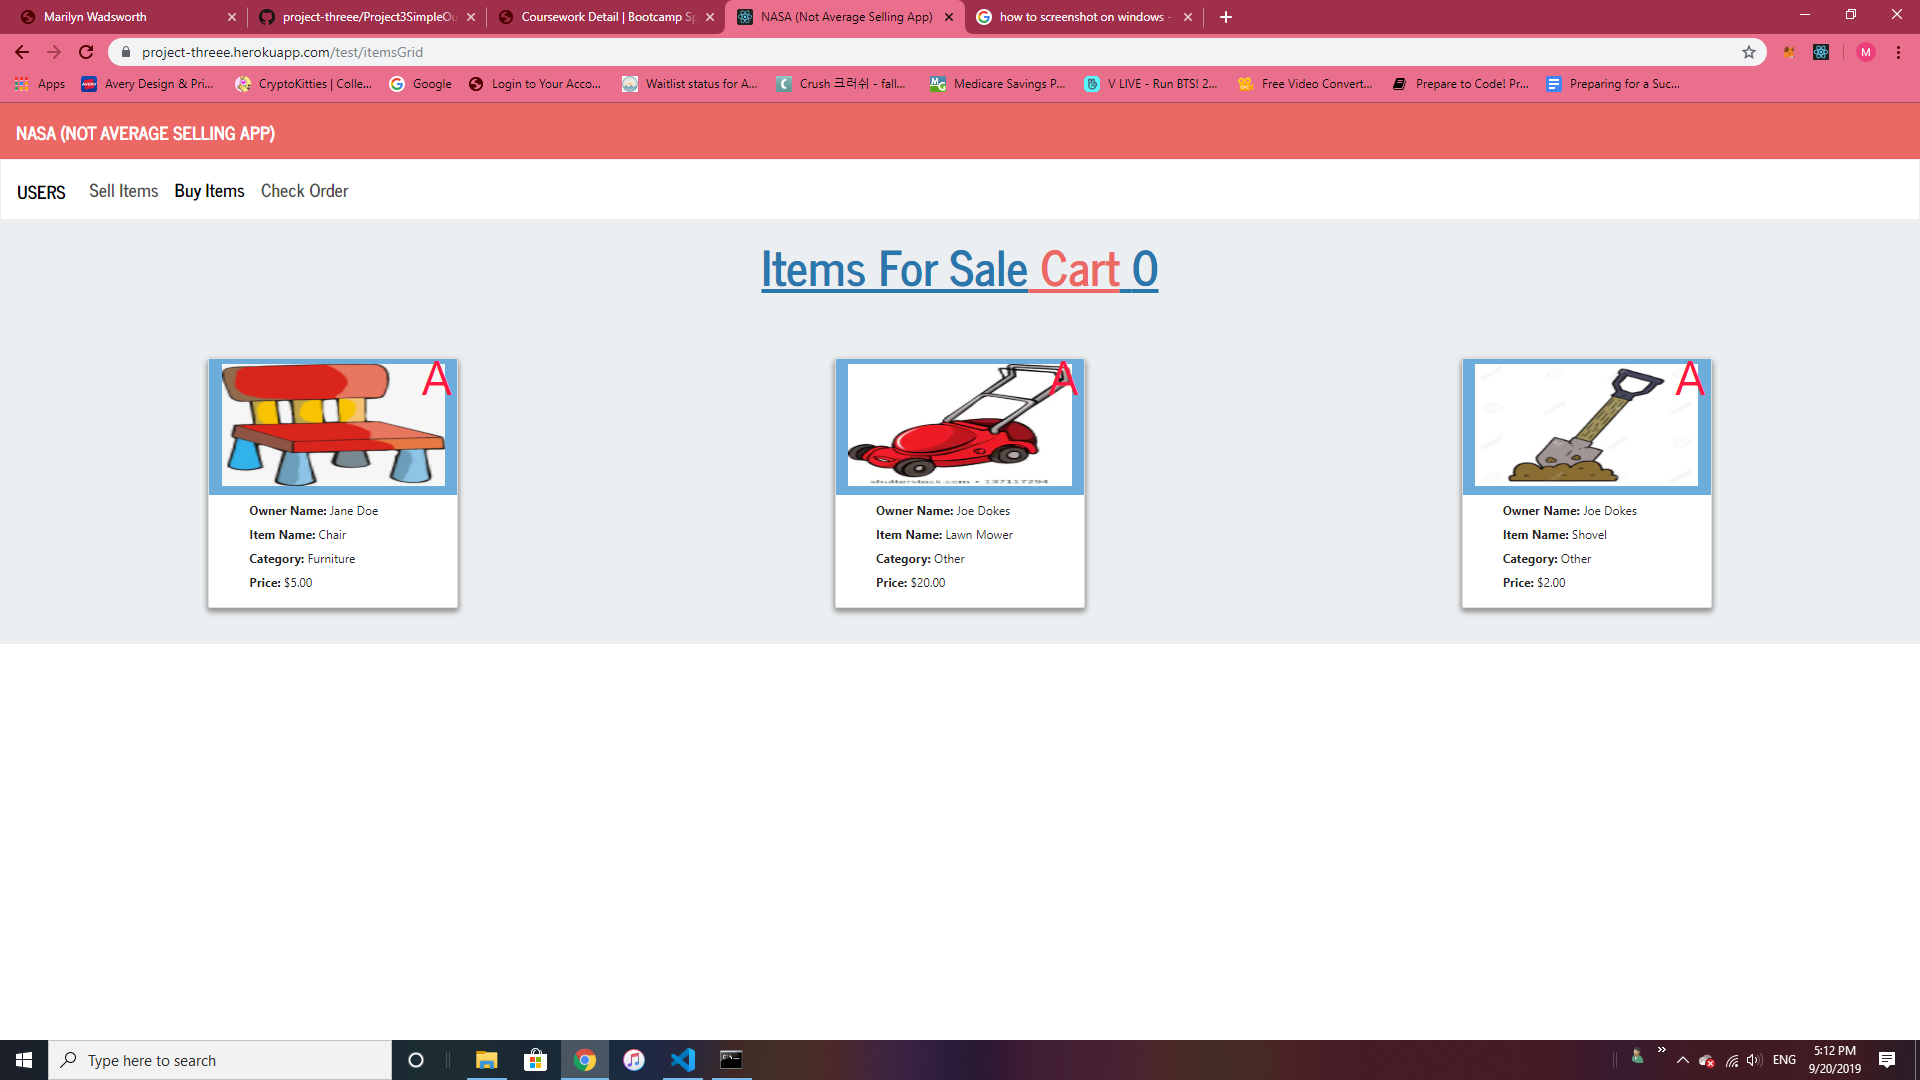 Marilyn Wadsworth
project-threee/Project3SimpleOu
Coursework Detail | Bootcamp Sp
NASA (Not Average Selling App)
how to screenshot on windows -
project-threee.herokuapp.com/test/itemsGrid
M
Apps
Avery Design & Pri...
CryptoKitties | Colle...
Google
Login to Your Acco...
Waitlist status for A...
Crush 크러쉬 - fall...
Medicare Savings P...
V LIVE - Run BTS! 2...
Free Video Convert...
Prepare to Code! Pr...
Preparing for a Suc...
NASA (NOT AVERAGE SELLING APP)
USERS Sell Items Buy Items Check Order
Items For Sale Cart 0
A
shutterstock.com • 137117294
Owner Name: Jane Doe
Item Name: Chair
Category: Furniture
Price: $5.00
A
Owner Name: Joe Dokes
Item Name: Lawn Mower
Category: Other
Price: $20.00
A
Owner Name: Joe Dokes
Item Name: Shovel
Category: Other
Price: $2.00
Type here to search
ENG
5:12 PM
9/20/2019